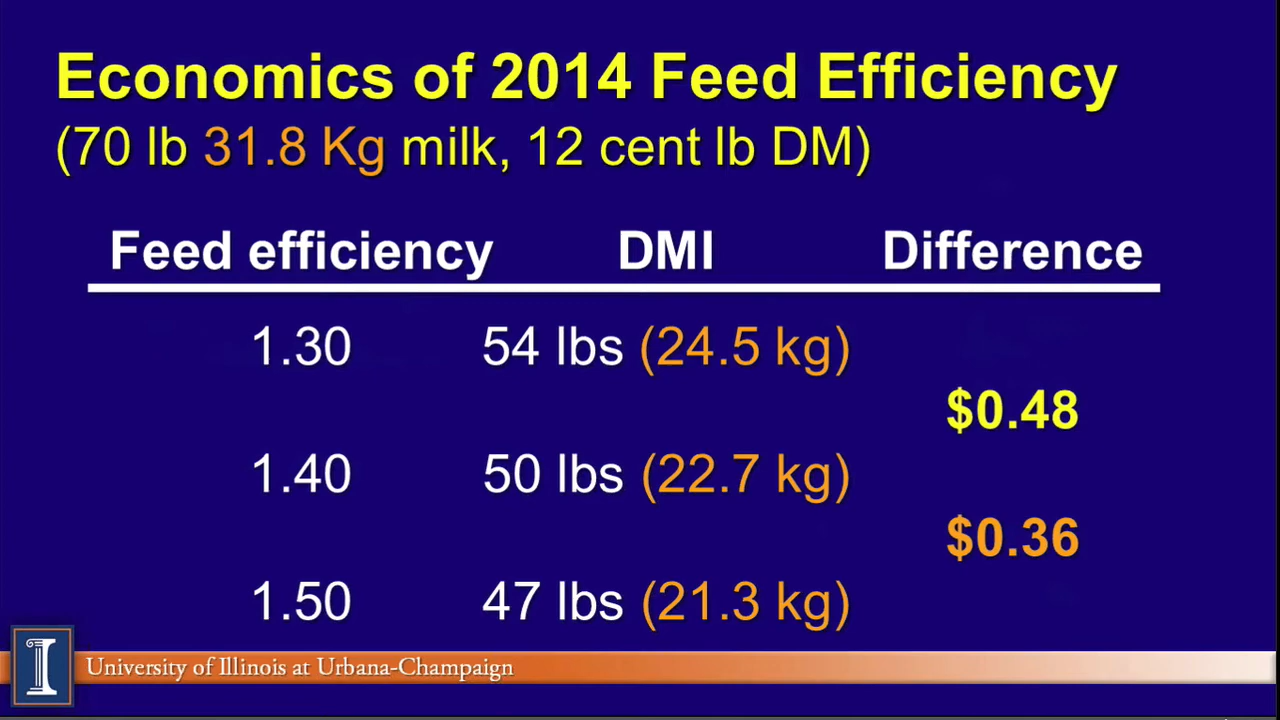 Economics of 2014 Feed Efficiency
(70 lb 31.8 Kg milk, 12 cent lb DM)
Feed efficiency DMI Difference
1.30 54 lbs (24.5 kg)
$0.48
1.40 50 lbs (22.7 kg)
$0.36
1.50 47 lbs (21.3 kg)
I University of Illinois at Urbana-Champaign